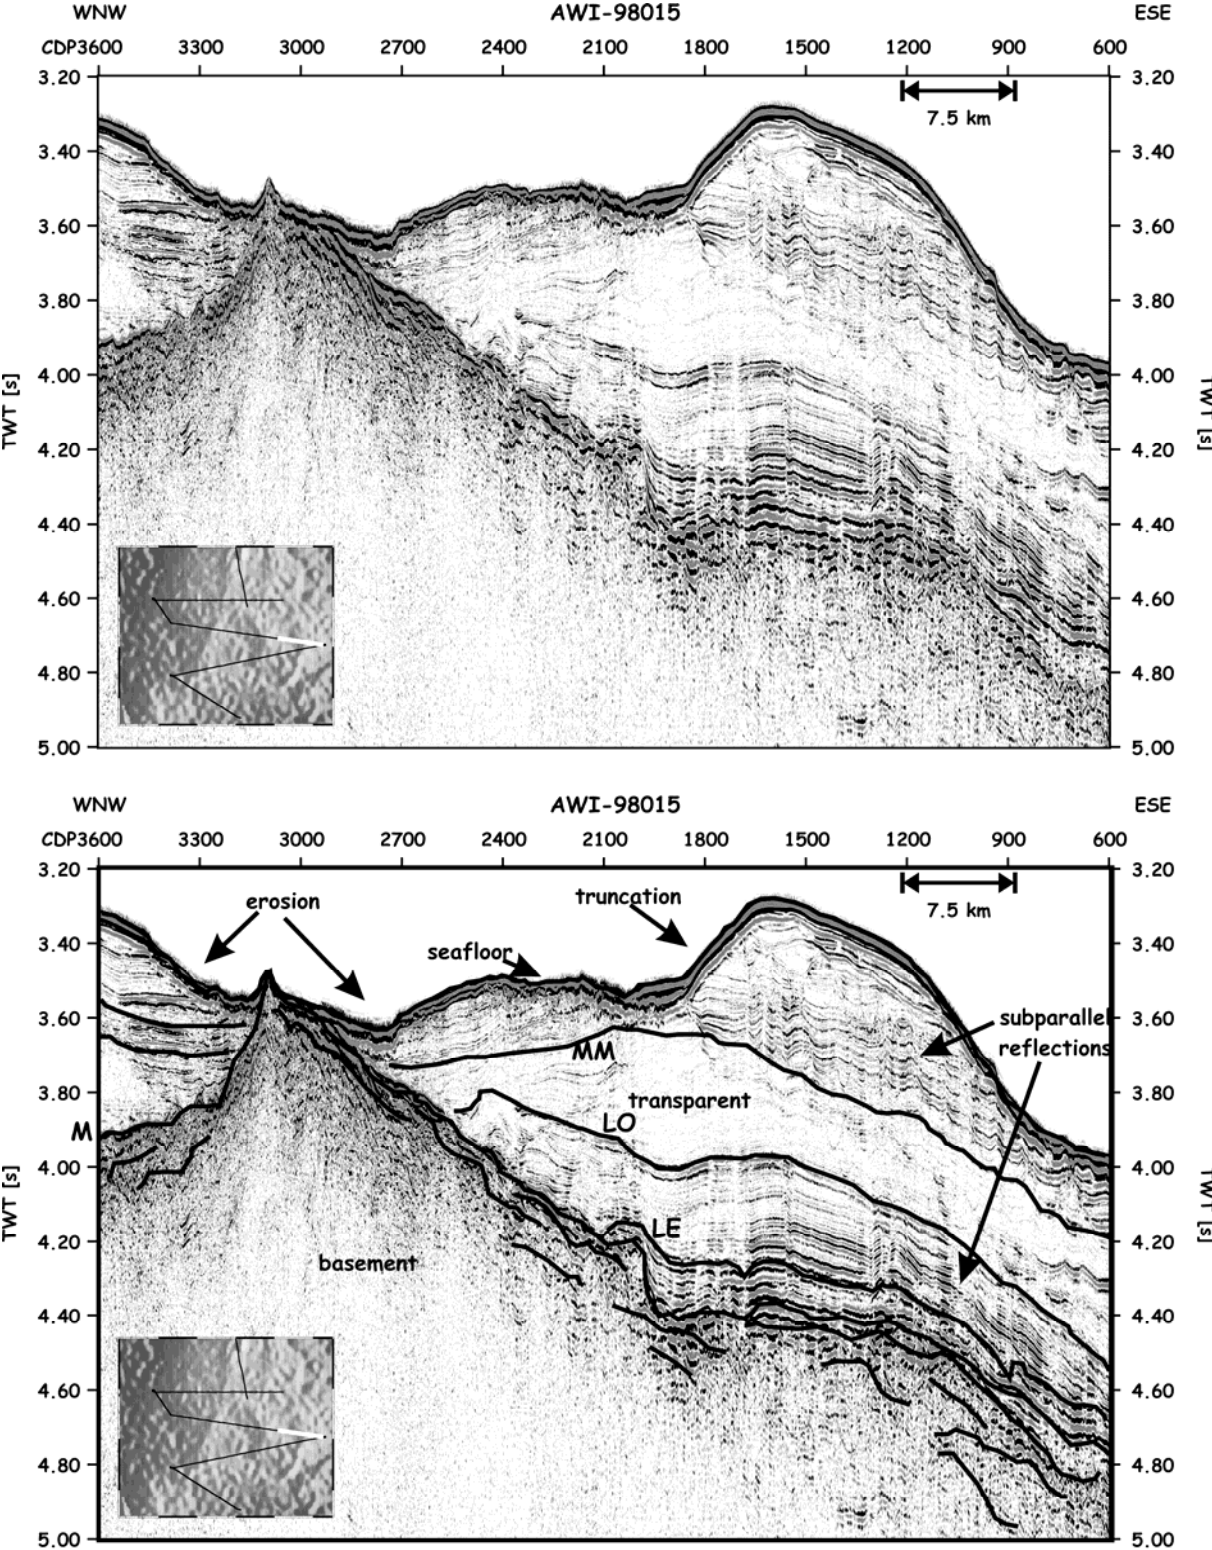 WNW AWI-98015 ESE
CDP3600 3300 3000 2700 2400 2100 1800 1500 1200 900 600
3.20 3.20
7.5 km
3.40 3.40
3.60 3.60
3.80 3.80
4.00 4.00
TWT [s] TWT [s]
4.20 4.20
4.40 4.40
4.60 4.60
4.80 4.80
5.00 5.00
WNW AWI-98015 ESE
CDP3600 3300 3000 2700 2400 2100 1800 1500 1200 900 600
3.20 3.20
erosion truncation 7.5 km
3.40 3.40
seafloor
3.60 subparallel 3.60
MM reflections
3.80 transparent 3.80
M LO
4.00 4.00
TWT [s] TWT [s]
4.20 LE 4.20
basement
4.40 4.40
4.60 4.60
4.80 4.80
5.00 5.00